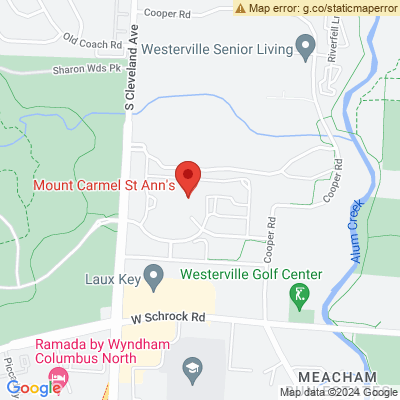 Map error: g.co/staticmaperror
Cooper Rd
Old Coach Rd
Riverfell Ln
Westerville Senior Living
Sharon Wds Pk
S Cleveland Ave
Cooper Rd
Mount Carmel St Ann's
Alum Creek
Cooper Rd
Westerville Golf Center
Laux Key
W Schrock Rd
Ramada by Wyndham
Columbus North
MEACHAM
Google
Map data ©2024 Google